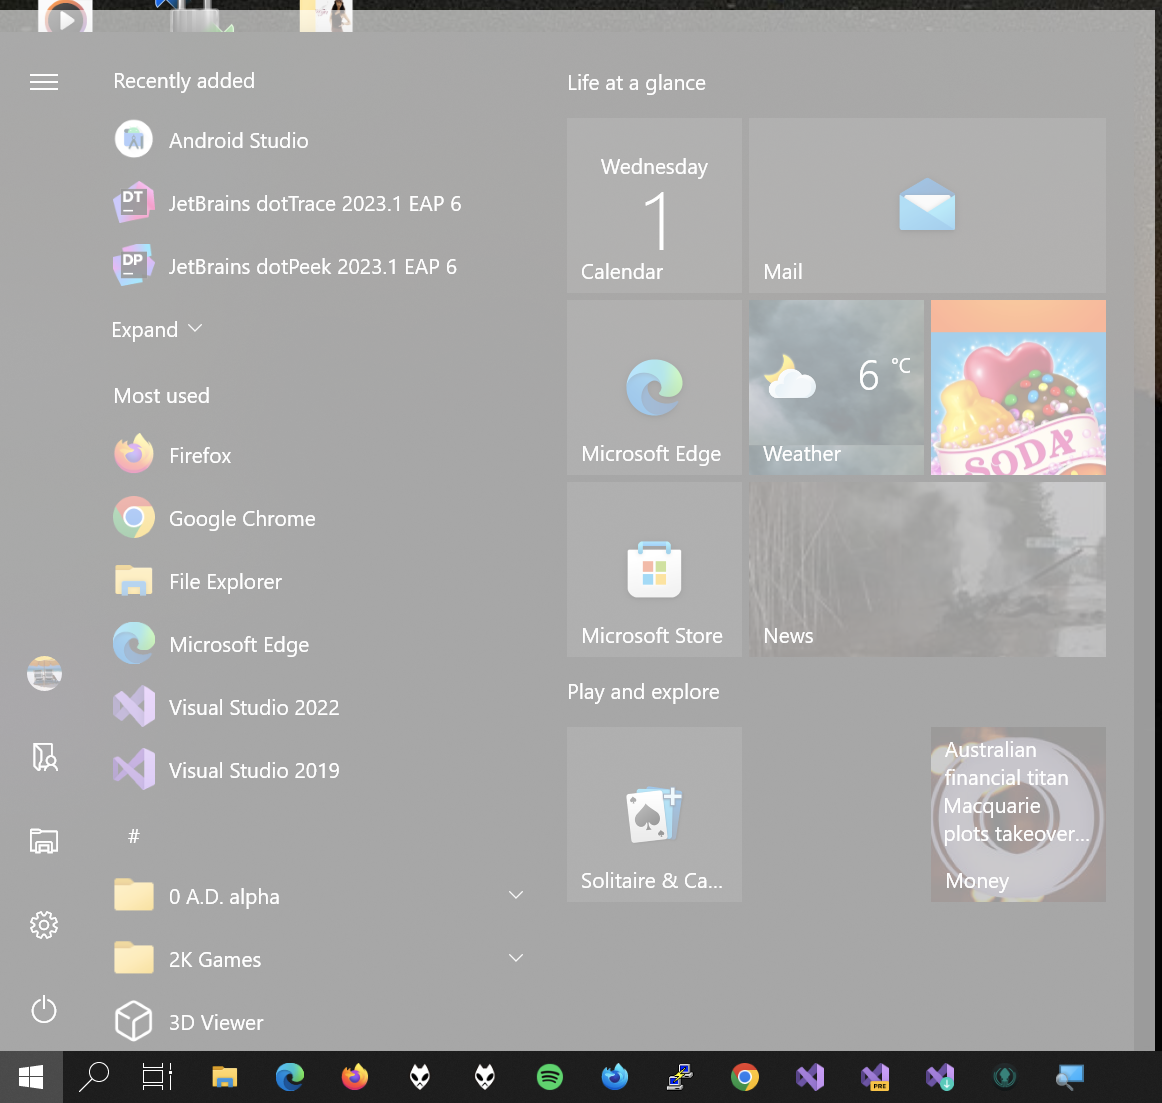 Recently added
Android Studio
DT
JetBrains dotTrace 2023.1 EAP 6
DP
JetBrains dotPeek 2023.1 EAP 6
Expand
Most used
Firefox
Google Chrome
File Explorer
Microsoft Edge
Visual Studio 2022
Visual Studio 2019
#
0 A.D. alpha
2K Games
3D Viewer
Life at a glance
Wednesday
1
Calendar
Mail
Microsoft Edge
6 °C
Weather
SODA
Microsoft Store
News
Play and explore
Solitaire & Ca...
Australian
financial titan
Macquarie
plots takeover...
Money
PRE